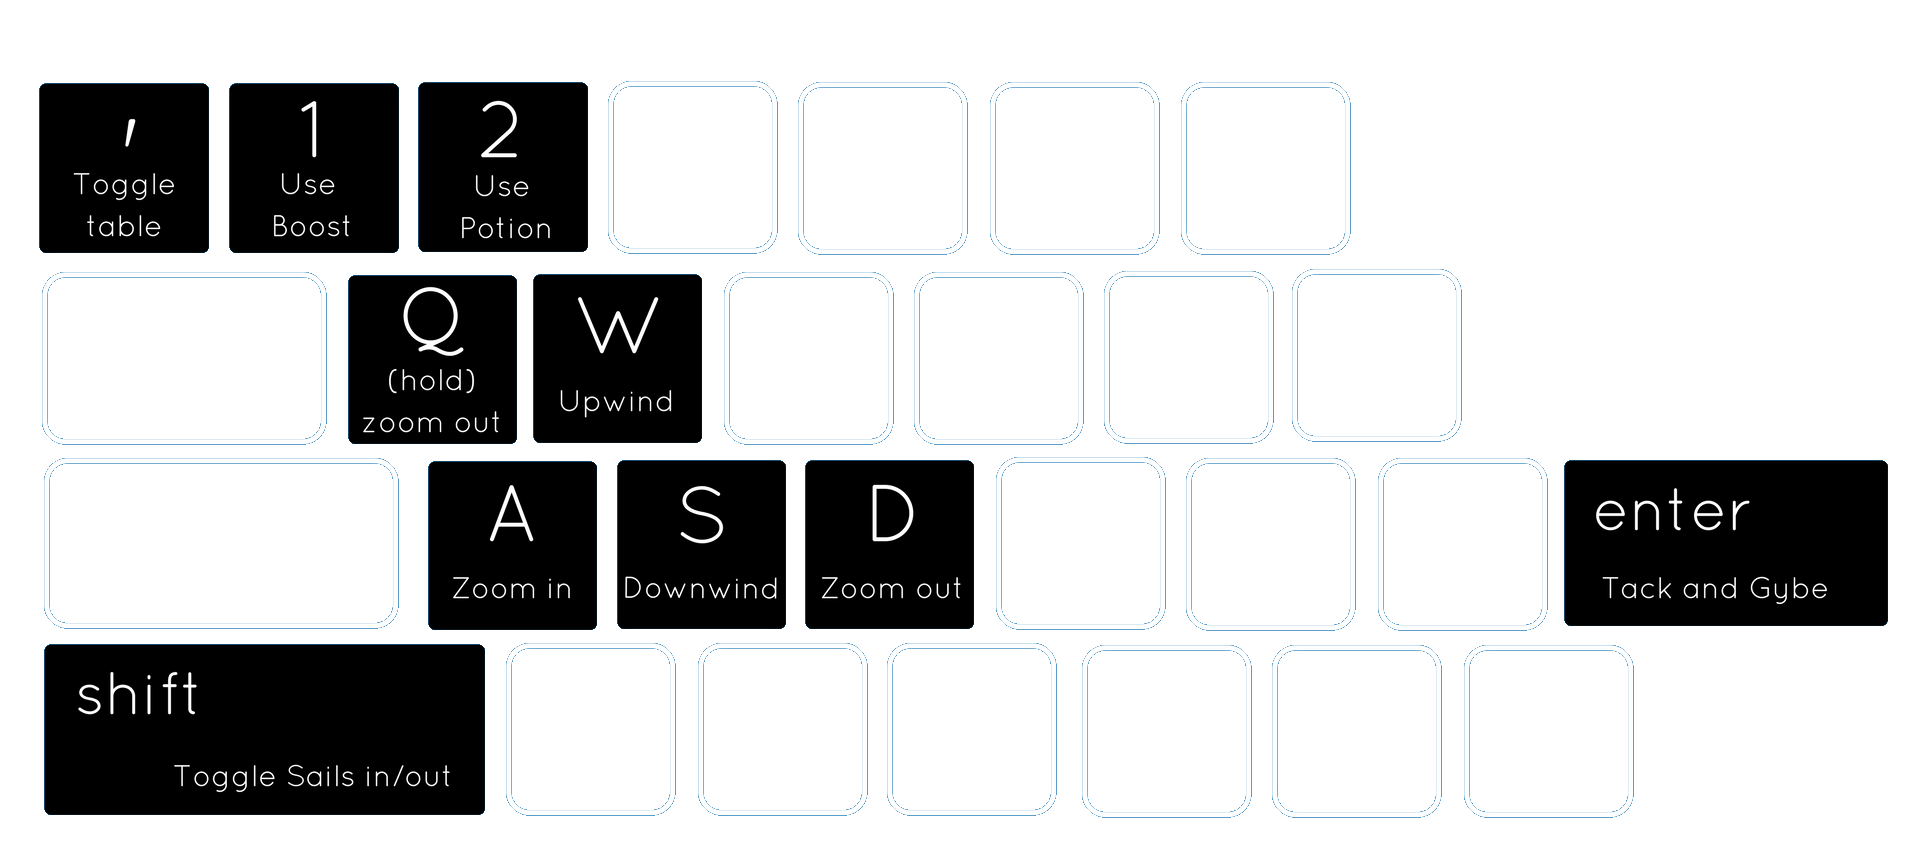 ,
Toggle
table
1
Use
Boost
2
Use
Potion
Q
(hold)
zoom out
W
Upwind
A
Zoom in
S
Downwind
D
Zoom out
enter
Tack and Gybe
shift
Toggle Sails in/out